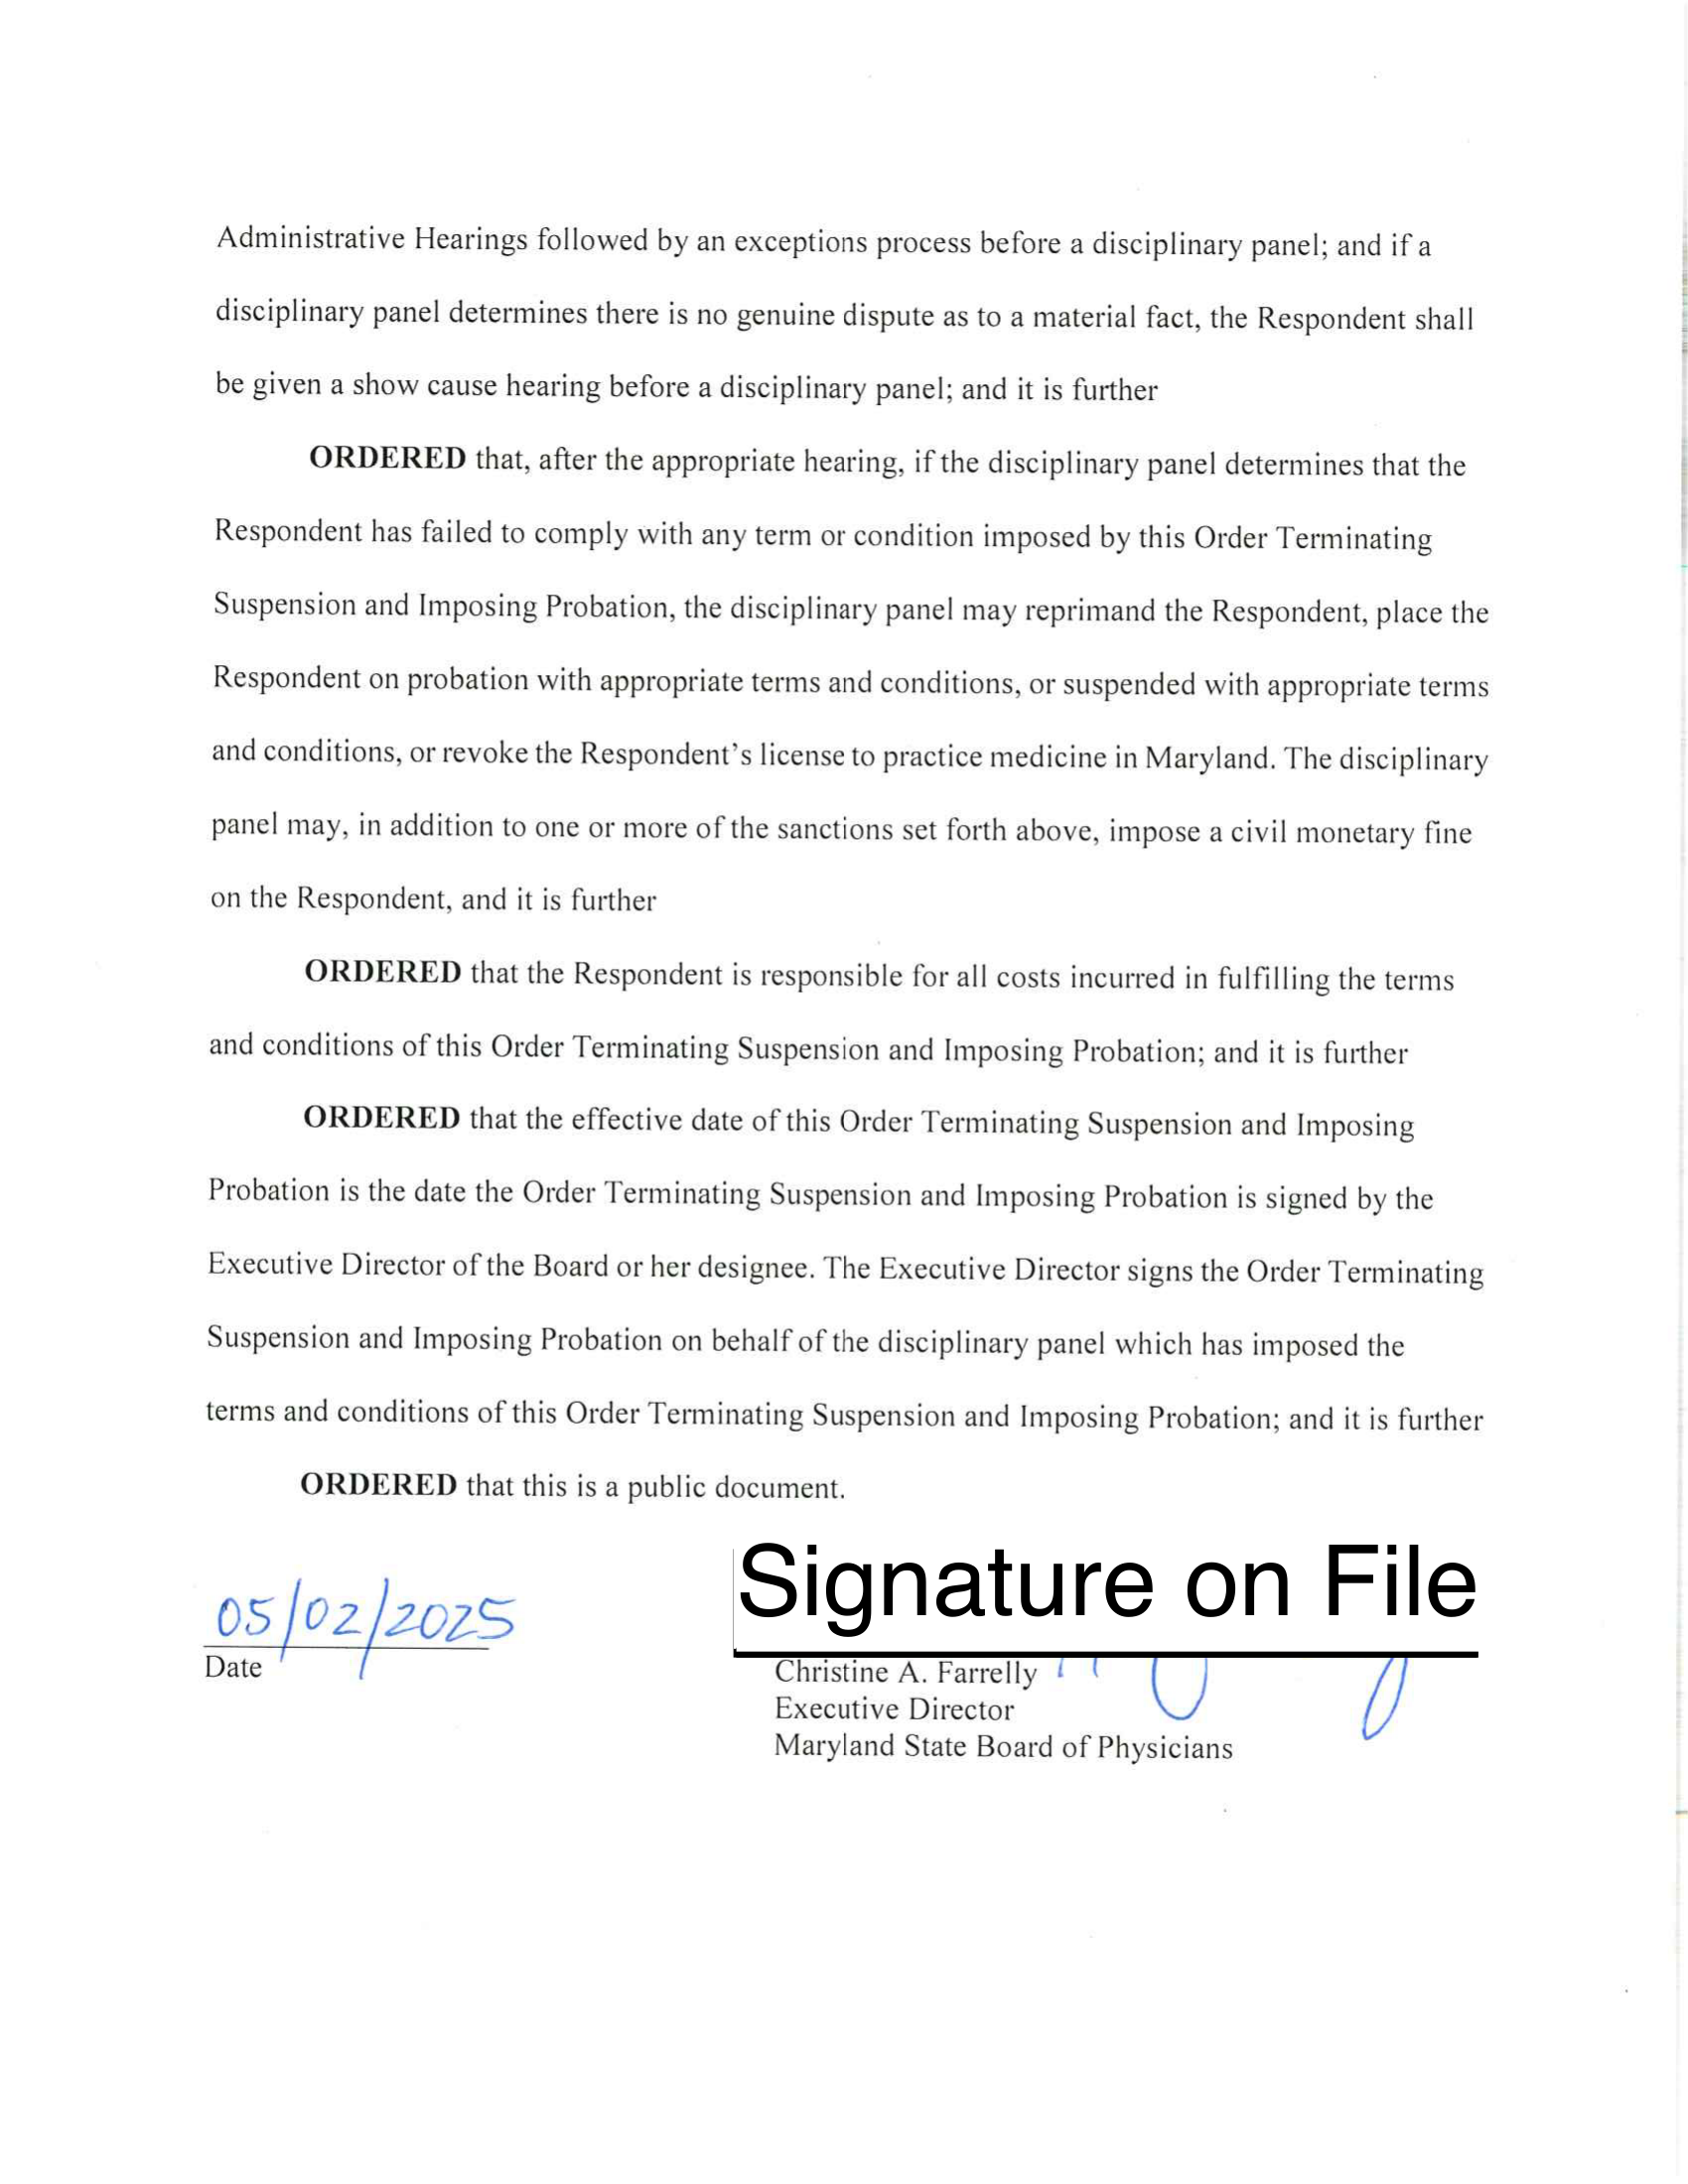 Administrative Hearings followed by an exceptions process before a disciplinary panel; and if a
disciplinary panel determines there is no genuine dispute as to a material fact, the Respondent shall
be given a show cause hearing before a disciplinary panel; and it is further
ORDERED that, after the appropriate hearing, if the disciplinary panel determines that the
Respondent has failed to comply with any term or condition imposed by this Order Terminating
Suspension and Imposing Probation, the disciplinary panel may reprimand the Respondent, place the
Respondent on probation with appropriate terms and conditions, or suspended with appropriate terms
and conditions, or revoke the Respondent's license to practice medicine in Maryland. The disciplinary
panel may, in addition to one or more of the sanctions set forth above, impose a civil monetary fine
on the Respondent, and it is further
ORDERED that the Respondent is responsible for all costs incurred in fulfilling the terms
and conditions of this Order Terminating Suspension and Imposing Probation; and it is further
ORDERED that the effective date of this Order Terminating Suspension and Imposing
Probation is the date the Order Terminating Suspension and Imposing Probation is signed by the
Executive Director of the Board or her designee. The Executive Director signs the Order Terminating
Suspension and Imposing Probation on behalf of the disciplinary panel which has imposed the
terms and conditions of this Order Terminating Suspension and Imposing Probation; and it is further
ORDERED that this is a public document.
Signature on File
05/02/2025
Date
Christine A. Farrelly
Executive Director
Maryland State Board of Physicians